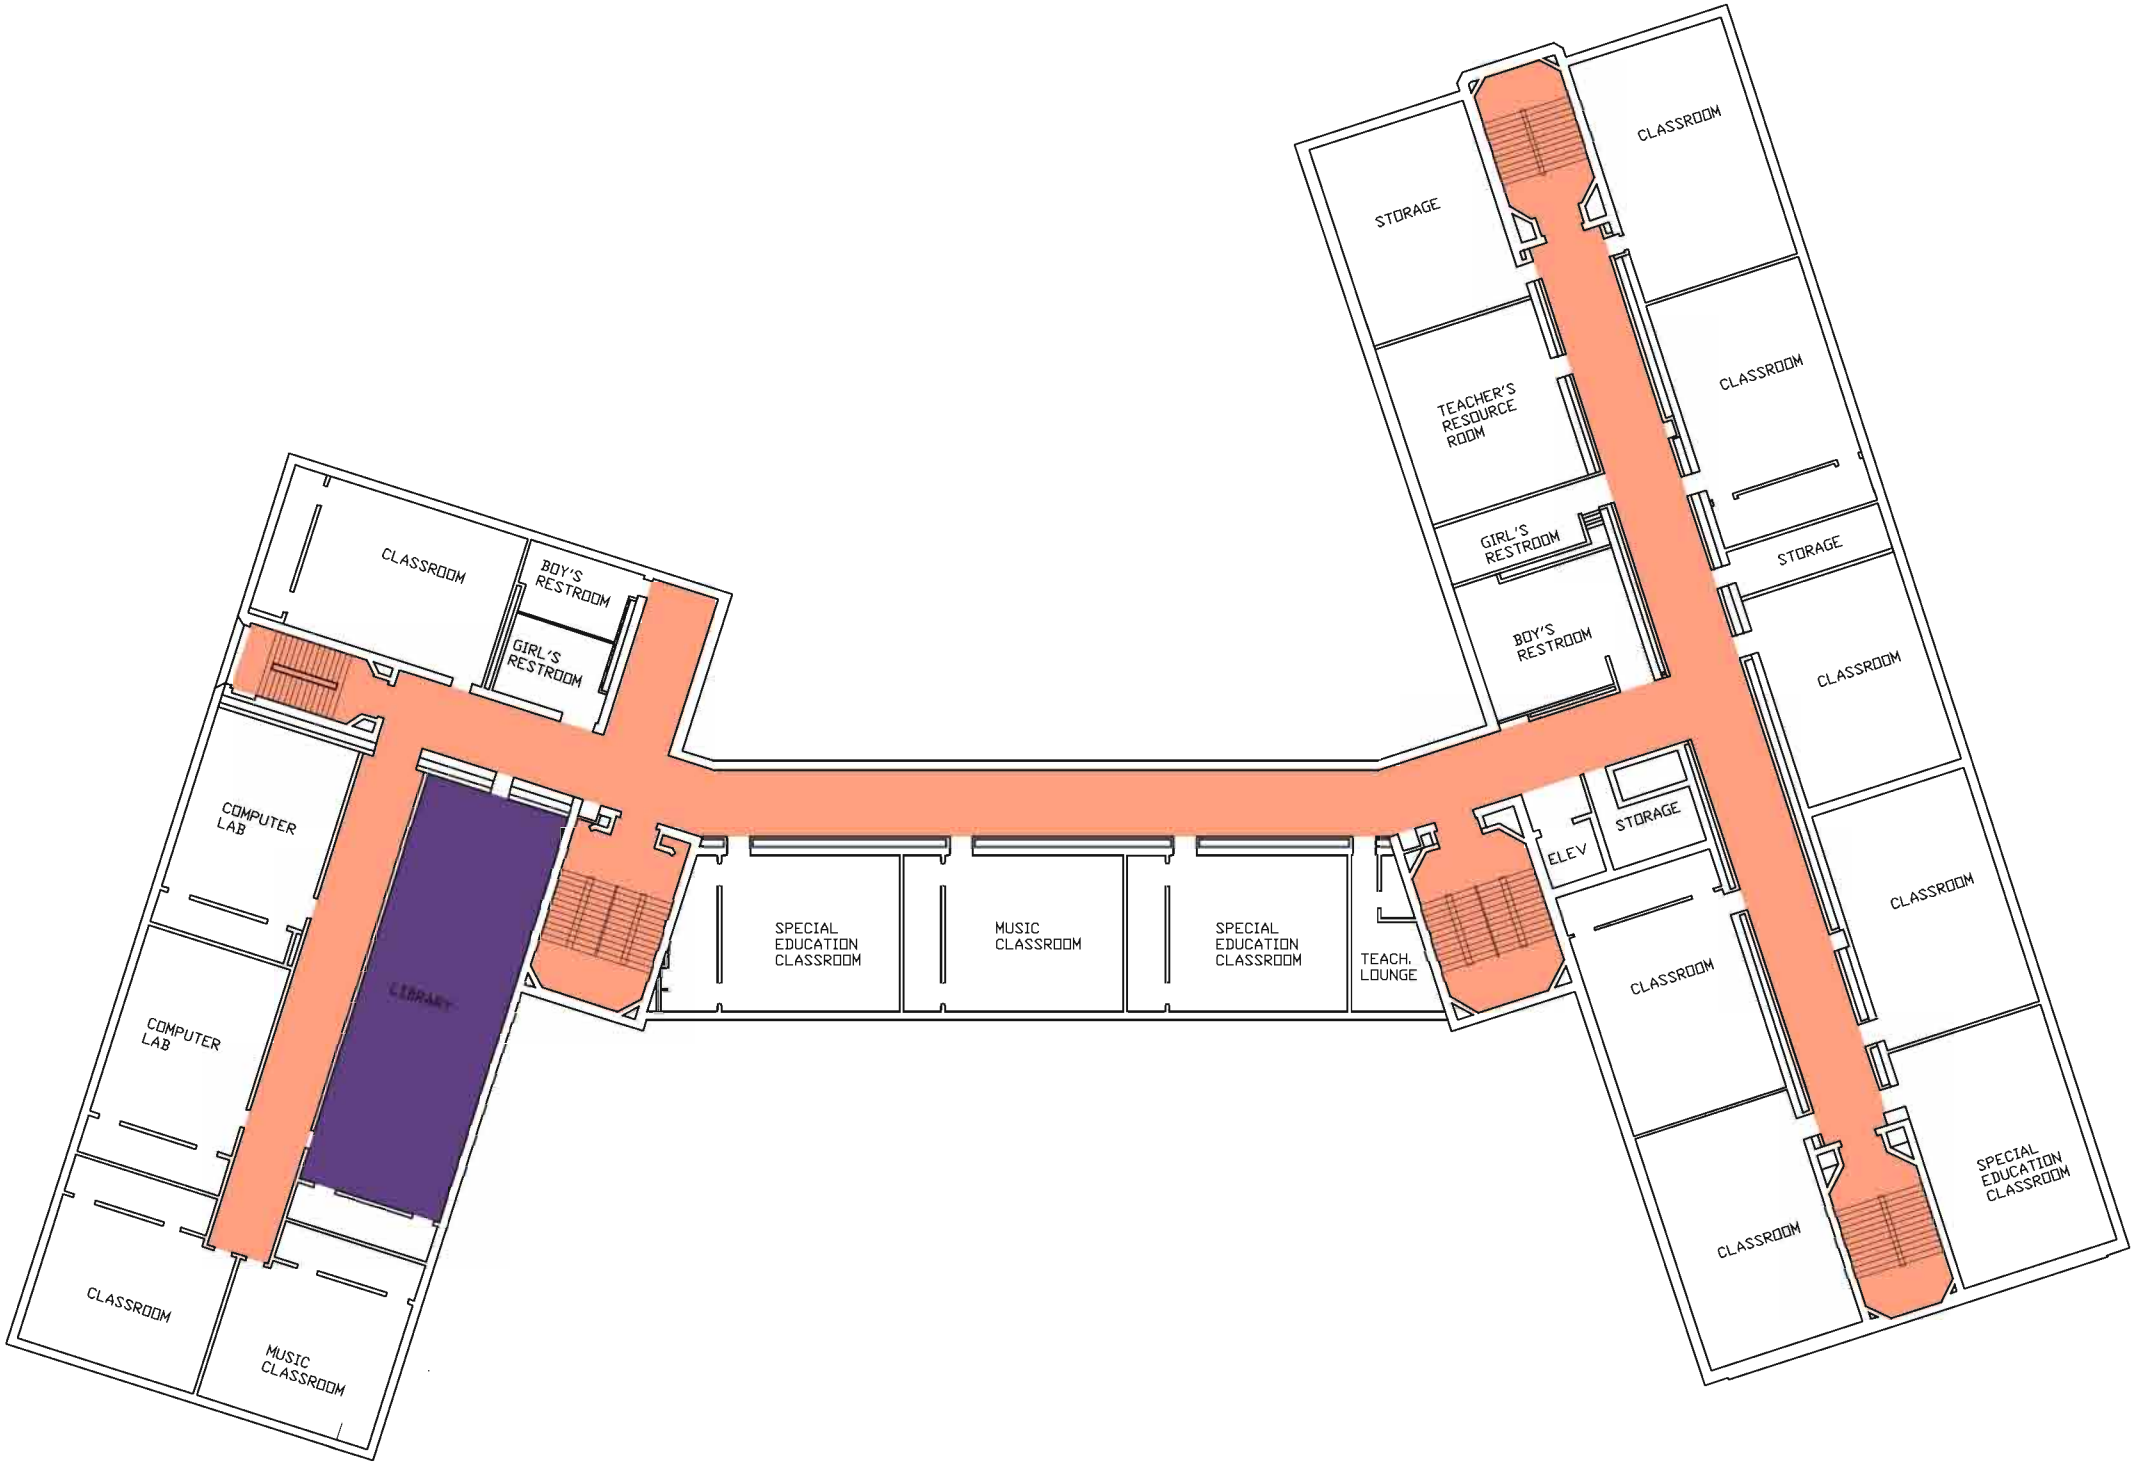 CLASSROOM
STORAGE
CLASSROOM
TEACHER'S
RESOURCE
ROOM
GIRL'S
RESTROOM
STORAGE
BOY'S
RESTROOM
CLASSROOM
CLASSROOM
BOY'S
RESTROOM
GIRL'S
RESTROOM
COMPUTER
LAB
STORAGE
ELEV
CLASSROOM
SPECIAL
EDUCATION
CLASSROOM
MUSIC
CLASSROOM
SPECIAL
EDUCATION
CLASSROOM
TEACH.
LOUNGE
CLASSROOM
LIBRARY
COMPUTER
LAB
SPECIAL
EDUCATION
CLASSROOM
CLASSROOM
CLASSROOM
MUSIC
CLASSROOM